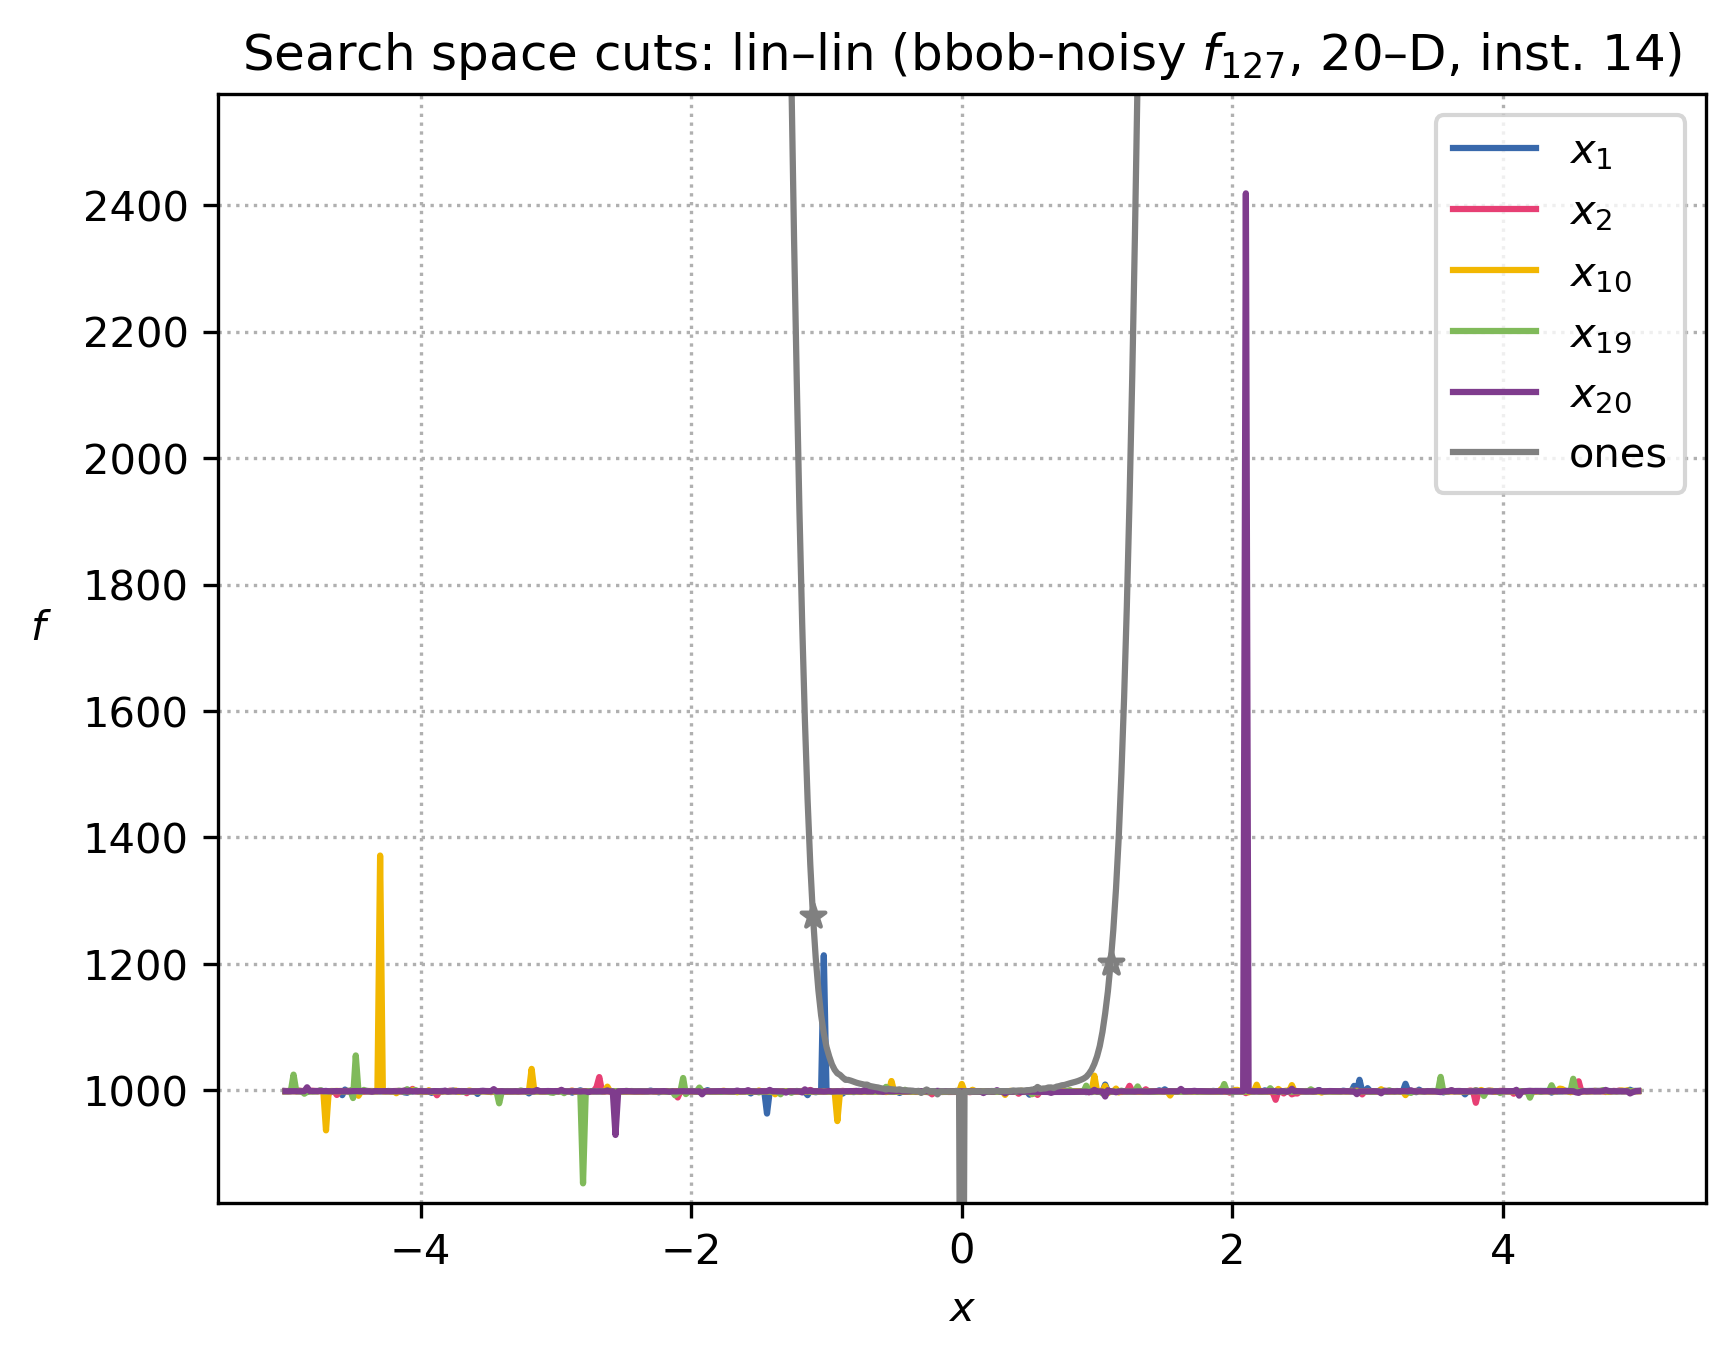 Search space cuts: lin–lin (bbob-noisy f₁₂₇, 20–D, inst. 14)
x₁
x₂
x₁₀
x₁₉
x₂₀
ones
2400
2200
2000
1800
1600
1400
1200
1000
f
−4
−2
0
2
4
x